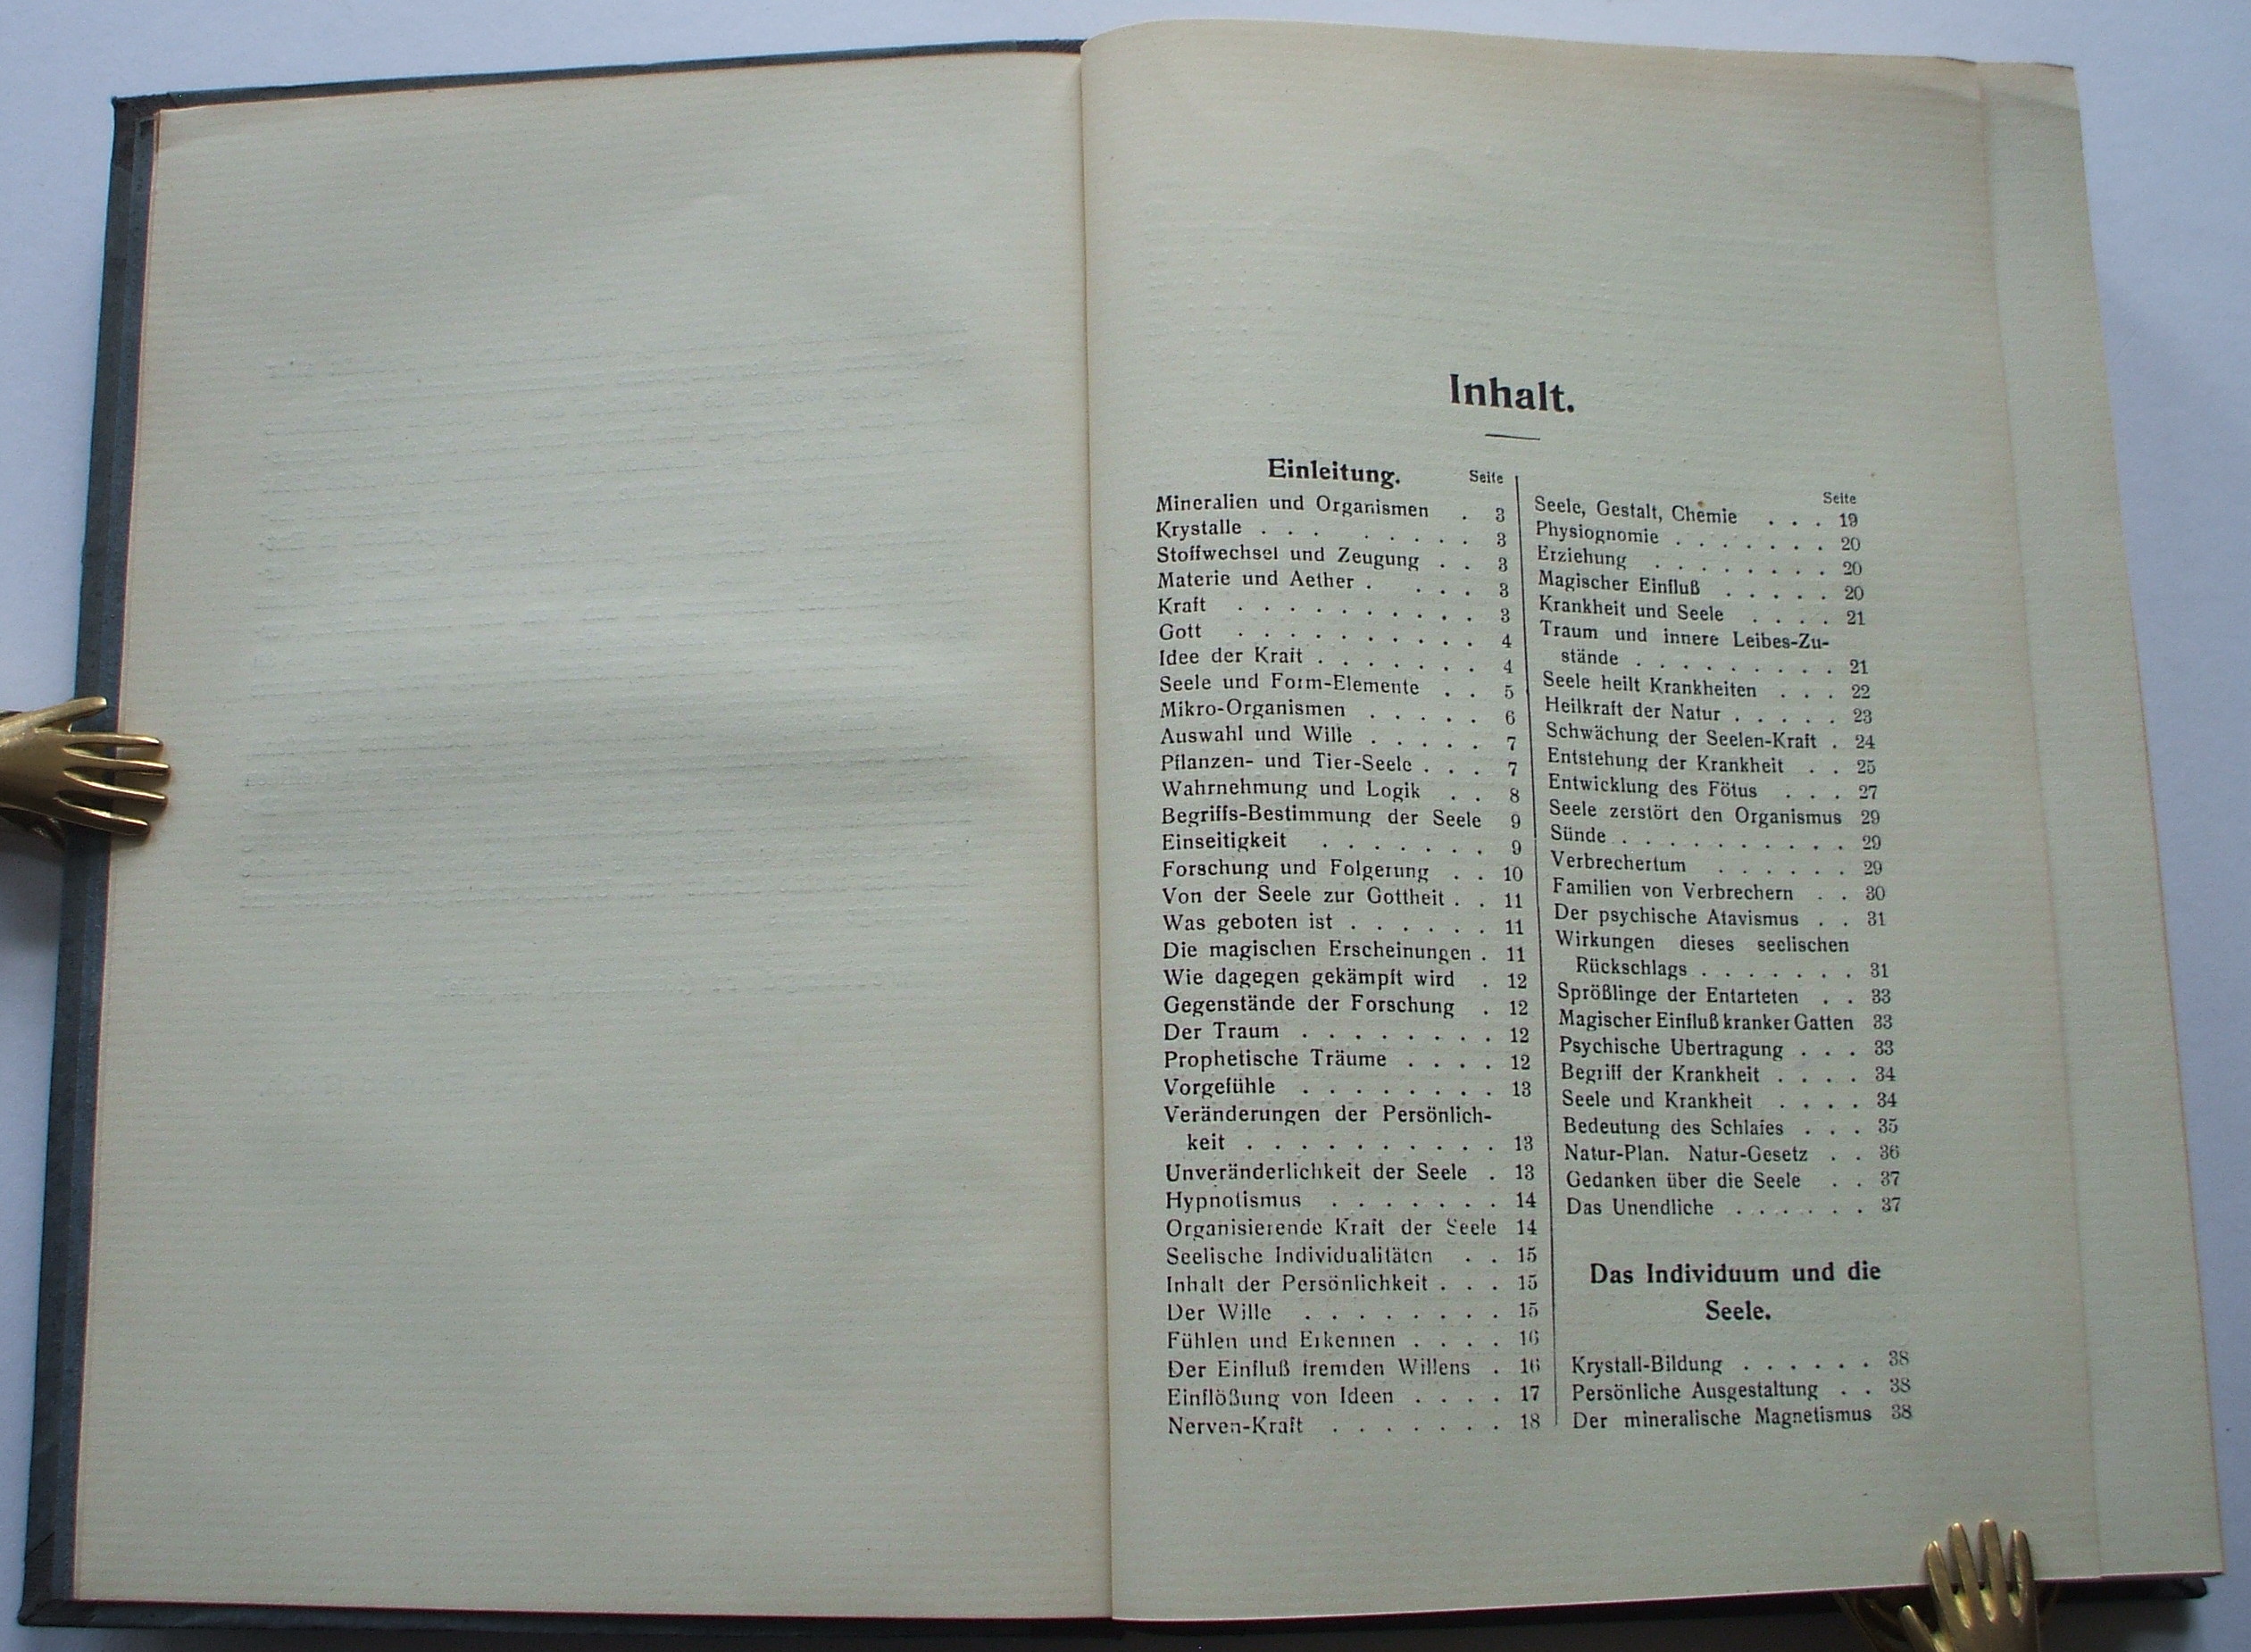 Inhalt.
Einleitung. Seite
Mineralien und Organismen . 3
Krystalle . . . . . . . . 3
Stoffwechsel und Zeugung . . 3
Materie und Aether . . . . 3
Kraft . . . . . . . . . . 3
Gott . . . . . . . . . . 4
Idee der Kraft . . . . . . . 4
Seele und Form-Elemente . . 5
Mikro-Organismen . . . . . 6
Auswahl und Wille . . . . . 7
Pflanzen- und Tier-Seele . . . 7
Wahrnehmung und Logik . . 8
Begriffs-Bestimmung der Seele 9
Einseitigkeit . . . . . . . 9
Forschung und Folgerung . . 10
Von der Seele zur Gottheit . . 11
Was geboten ist . . . . . . 11
Die magischen Erscheinungen . 11
Wie dagegen gekämpft wird . 12
Gegenstände der Forschung . 12
Der Traum . . . . . . . . 12
Prophetische Träume . . . . 12
Vorgefühle . . . . . . . . 13
Veränderungen der Persönlich-
keit . . . . . . . . . . 13
Unveränderlichkeit der Seele . 13
Hypnotismus . . . . . . . 14
Organisierende Kraft der Seele 14
Seelische Individualitäten . . 15
Inhalt der Persönlichkeit . . . 15
Der Wille . . . . . . . . 15
Fühlen und Erkennen . . . . 16
Der Einfluß fremden Willens . 16
Einflößung von Ideen . . . . 17
Nerven-Kraft . . . . . . . 18
Seite
Seele, Gestalt, Chemie . . . 19
Physiognomie . . . . . . . 20
Erziehung . . . . . . . . 20
Magischer Einfluß . . . . . 20
Krankheit und Seele . . . . 21
Traum und innere Leibes-Zu-
stände . . . . . . . . . 21
Seele heilt Krankheiten . . . 22
Heilkraft der Natur . . . . . 23
Schwächung der Seelen-Kraft . 24
Entstehung der Krankheit . . 25
Entwicklung des Fötus . . . 27
Seele zerstört den Organismus 29
Sünde . . . . . . . . . . 29
Verbrechertum . . . . . . 29
Familien von Verbrechern . . 30
Der psychische Atavismus . . 31
Wirkungen dieses seelischen
Rückschlags . . . . . . . 31
Sprößlinge der Entarteten . . 33
Magischer Einfluß kranker Gatten 33
Psychische Ubertragung . . . 33
Begriff der Krankheit . . . . 34
Seele und Krankheit . . . . 34
Bedeutung des Schlafes . . . 35
Natur-Plan. Natur-Gesetz . . 36
Gedanken über die Seele . . 37
Das Unendliche . . . . . . 37
Das Individuum und die
Seele.
Krystall-Bildung . . . . . . 38
Persönliche Ausgestaltung . . 38
Der mineralische Magnetismus 38